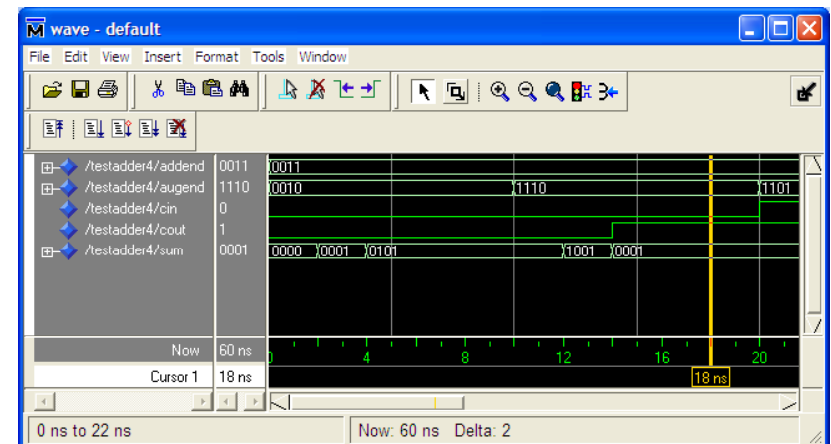 wave - default
File Edit View Insert Format Tools Window
/testadder4/addend 0011 0011
/testadder4/augend 1110 0010 1110 1101
/testadder4/cin 0
/testadder4/cout 1
/testadder4/sum 0001 0000 0001 0101 1001 0001
Now 60 ns 0 4 8 12 16 20
Cursor 1 18 ns 18 ns
0 ns to 22 ns Now: 60 ns Delta: 2